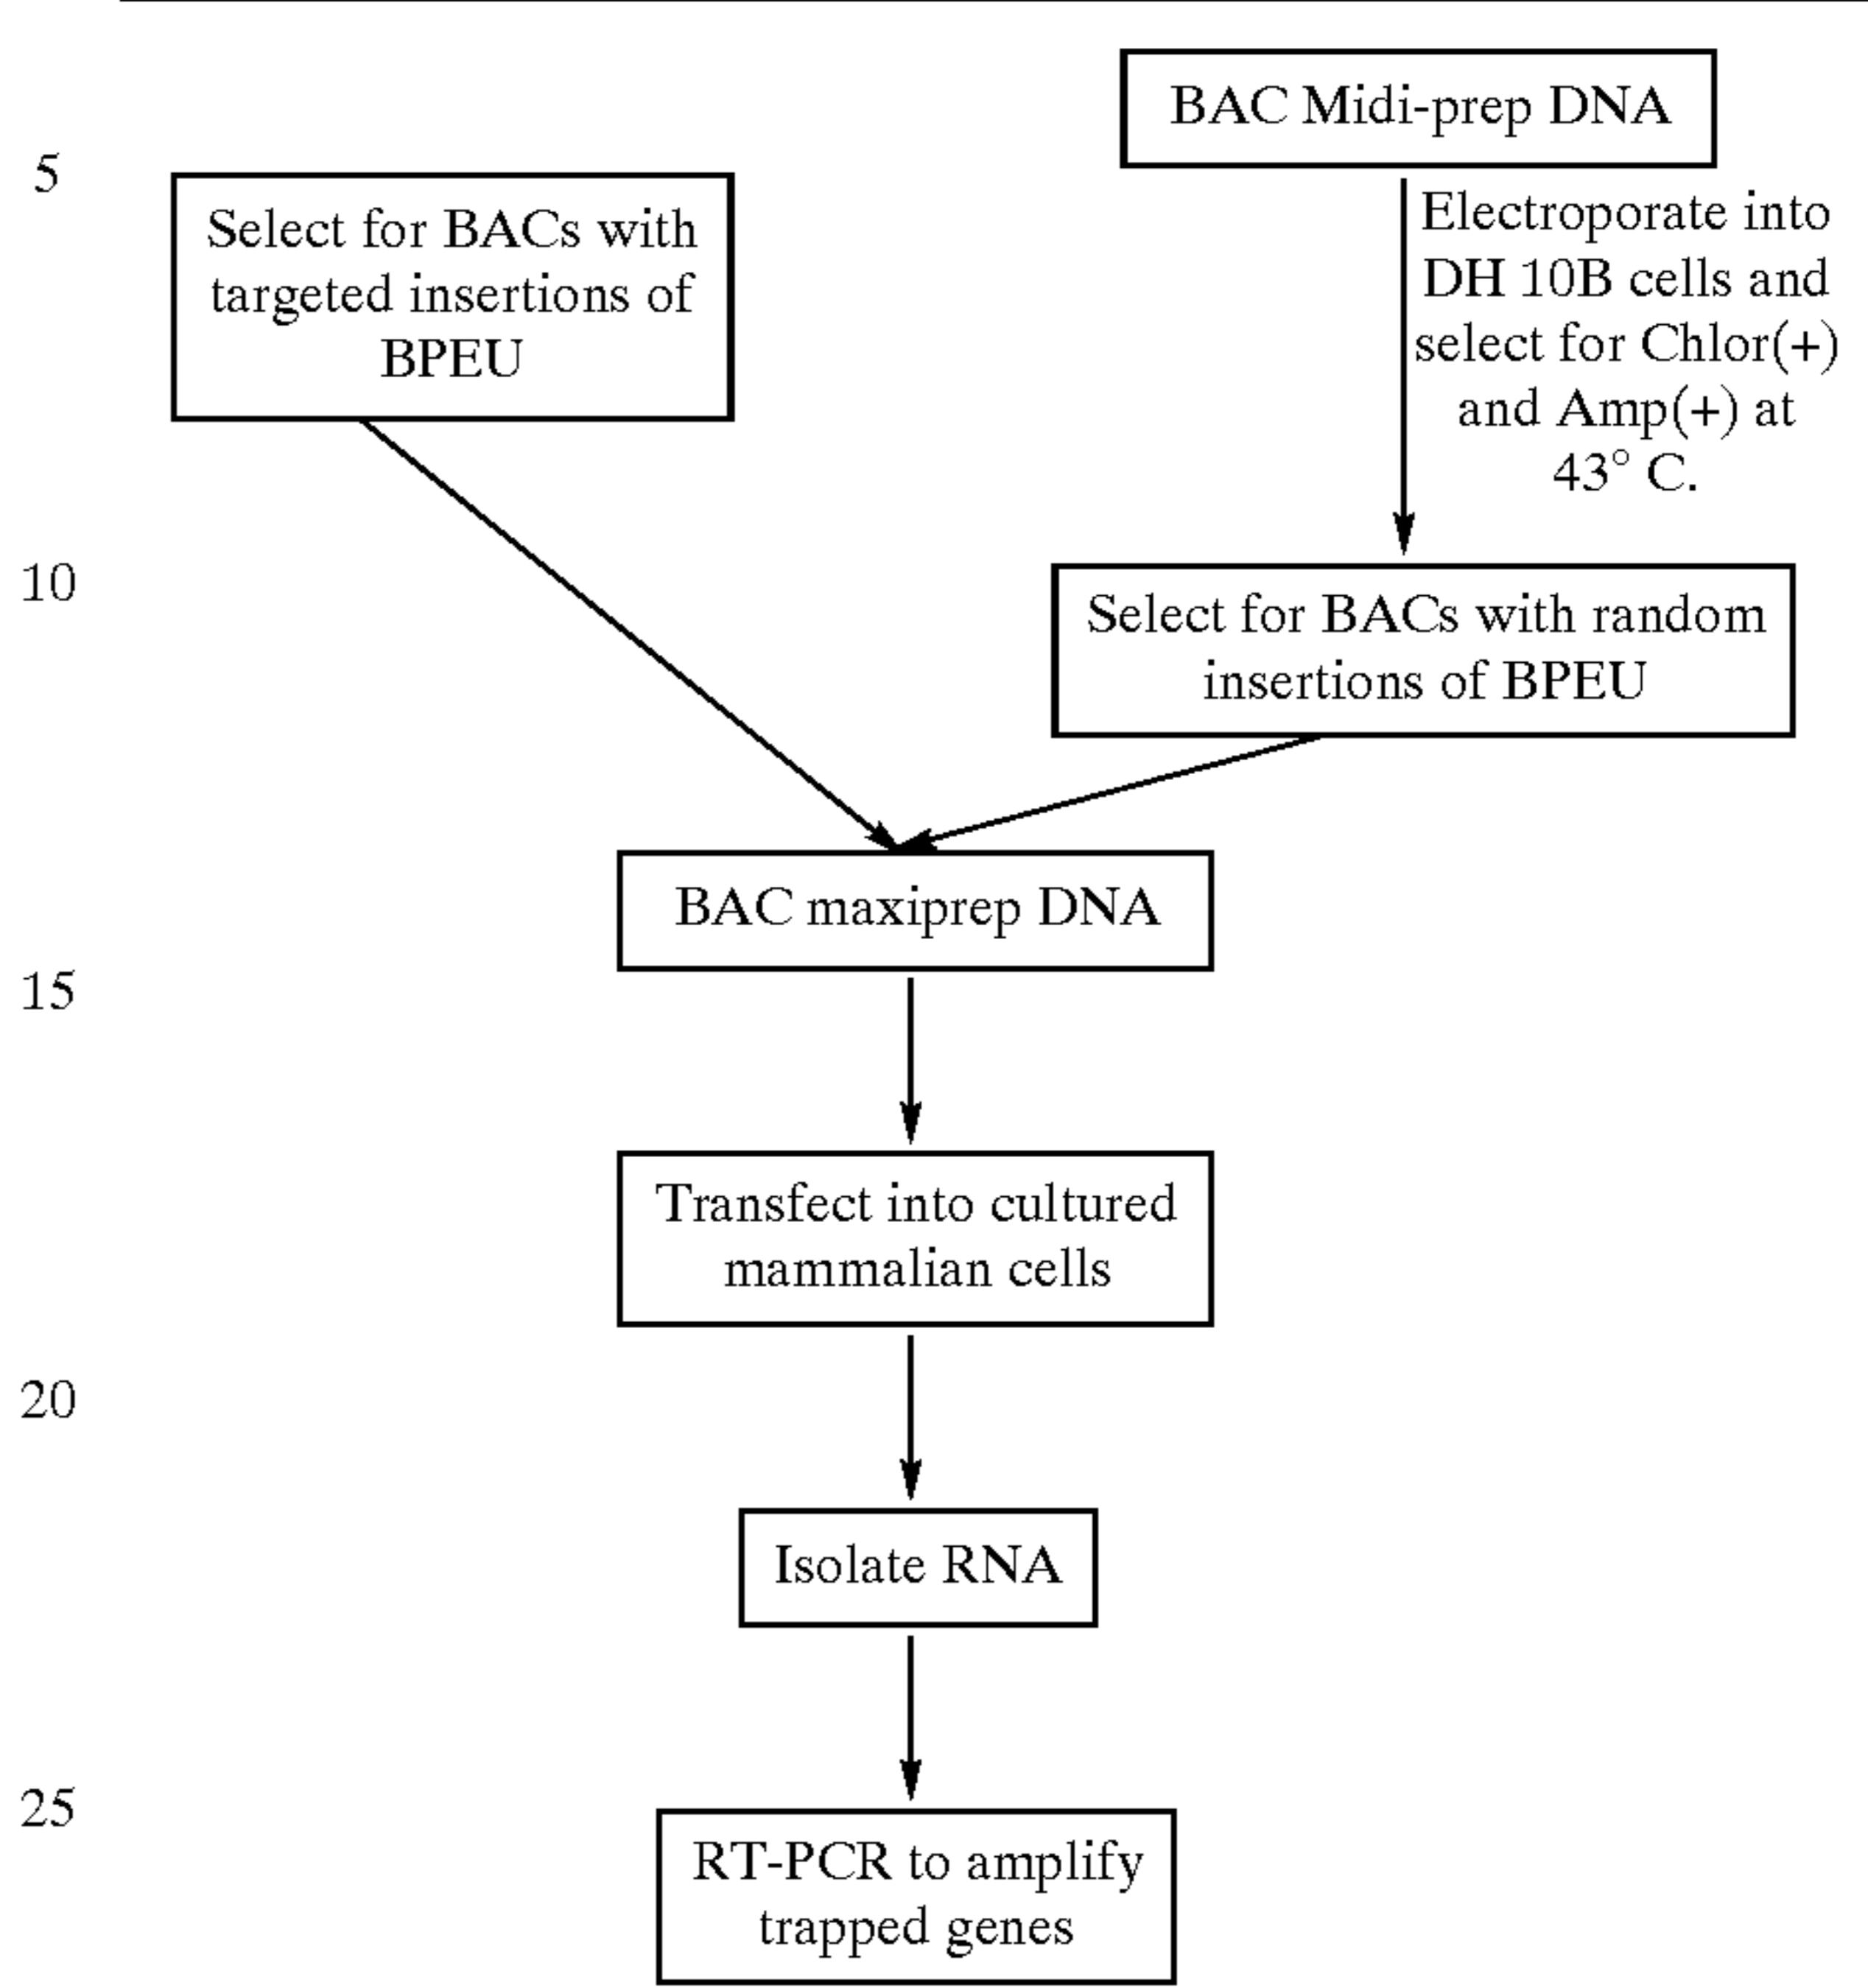 BAC Midi-prep DNA
5
Select for BACs with
targeted insertions of
BPEU
Electroporate into
DH 10B cells and
select for Chlor(+)
and Amp(+) at
43° C.
10
Select for BACs with random
insertions of BPEU
BAC maxiprep DNA
15
Transfect into cultured
mammalian cells
20
Isolate RNA
25
RT-PCR to amplify
trapped genes